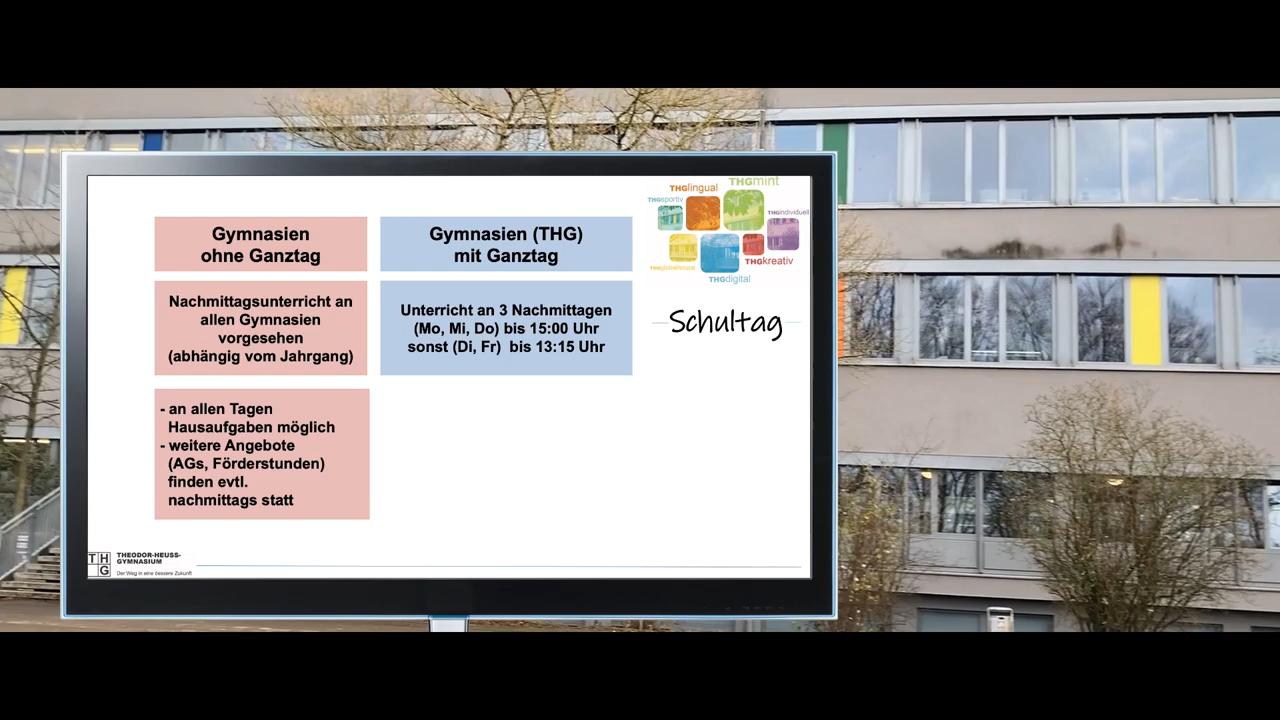 Gymnasien
ohne Ganztag
Gymnasien (THG)
mit Ganztag
Nachmittagsunterricht an
allen Gymnasien
vorgesehen
(abhängig vom Jahrgang)
Unterricht an 3 Nachmittagen
(Mo, Mi, Do) bis 15:00 Uhr
sonst (Di, Fr) bis 13:15 Uhr
- an allen Tagen
Hausaufgaben möglich
- weitere Angebote
(AGs, Förderstunden)
finden evtl.
nachmittags statt
THGlingual
THGmint
THGsportiv
THGindividuell
THGkreativ
THGdigital
Schultag
THG
THEODOR-HEUSS-
GYMNASIUM
Der Weg in eine bessere Zukunft